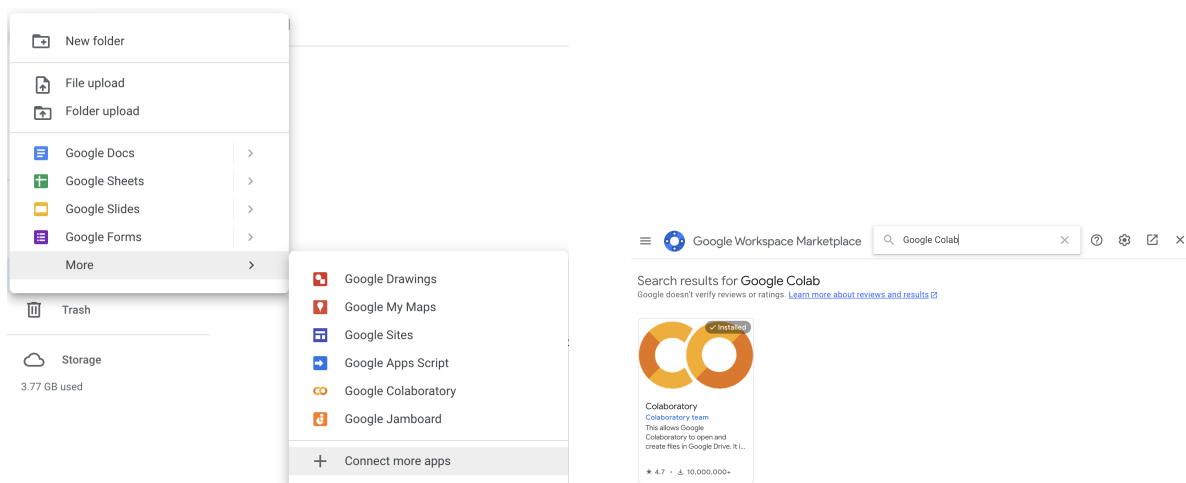 New folder
File upload
Folder upload
Google Docs
Google Sheets
Google Slides
Google Forms
More
Trash
Storage
3.77 GB used
Google Drawings
Google My Maps
Google Sites
Google Apps Script
Google Colaboratory
Google Jamboard
Connect more apps
Google Workspace Marketplace
Google Colab
Search results for Google Colab
Google doesn't verify reviews or ratings. Learn more about reviews and results
Installed
Colaboratory
Colaboratory team
This allows Google
Colaboratory to open and
create files in Google Drive. It i...
4.7 • 10,000,000+